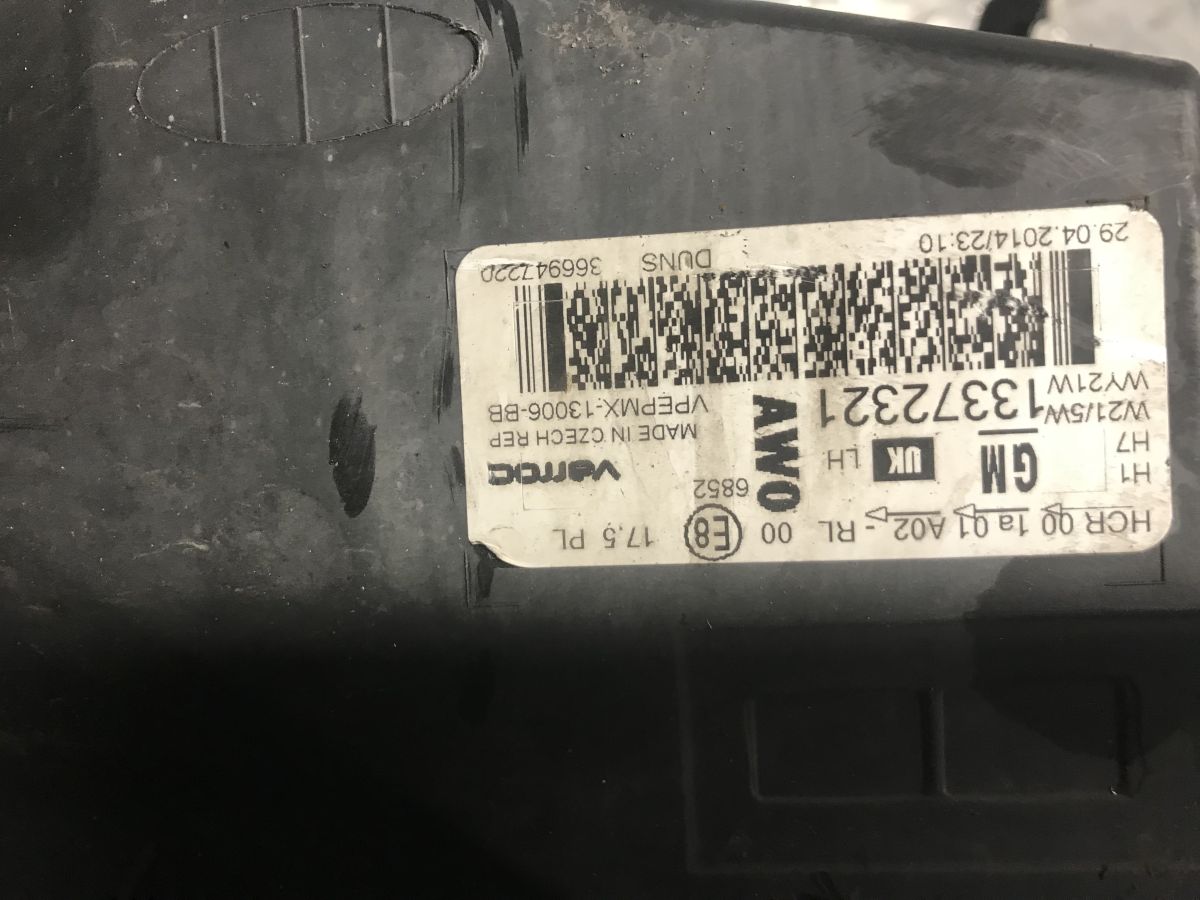 HCR 00 1a 01 A02 - RL 00 E8 17,5 PL
6852
H1 GM UK LH AWO varroc
H7 MADE IN CZECH REP
W21/5W 13372321 VPEPMX-13006-BB
WY21W
29.04.2014/23:10 DUNS 366947220